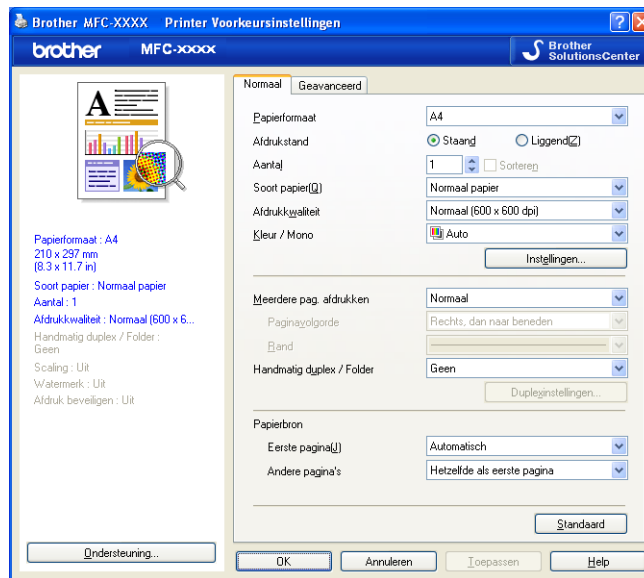 Brother MFC-XXXX Printer Voorkeursinstellingen
brother MFC-XXXX
Brother
SolutionsCenter
A
Papierformaat : A4
210 x 297 mm
(8.3 x 11.7 in)
Soort papier : Normaal papier
Aantal : 1
Afdrukkwaliteit : Normaal (600 x 6...
Handmatig duplex / Folder :
Geen
Scaling : Uit
Watermerk : Uit
Afdruk beveiligen : Uit
Ondersteuning...
Normaal Geavanceerd
Papierformaat A4
Afdrukstand Staand Liggend(Z)
Aantal 1 Sorteren
Soort papier(Q) Normaal papier
Afdrukkwaliteit Normaal (600 x 600 dpi)
Kleur / Mono Auto
Instellingen...
Meerdere pag. afdrukken Normaal
Paginavolgorde Rechts, dan naar beneden
Rand
Handmatig duplex / Folder Geen
Duplexinstellingen...
Papierbron
Eerste pagina(J) Automatisch
Andere pagina's Hetzelfde als eerste pagina
Standaard
OK Annuleren Toepassen Help